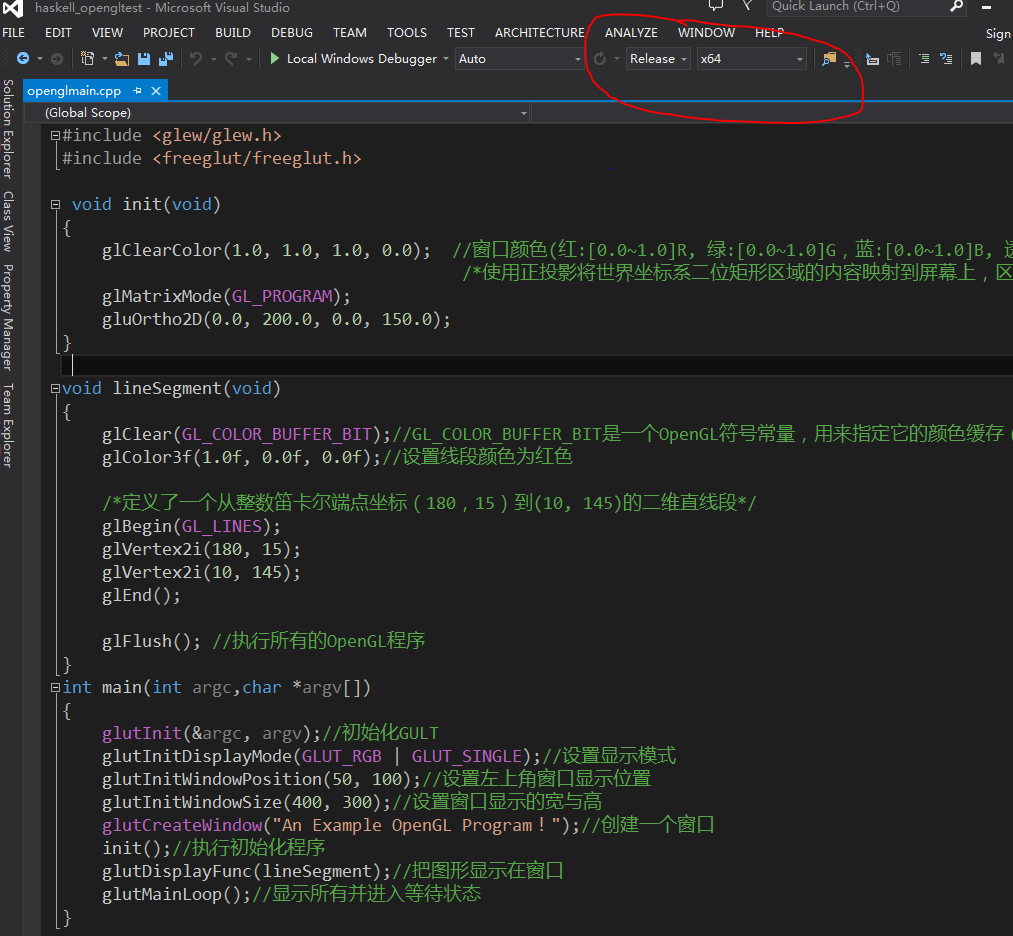 haskell_opengltest - Microsoft Visual Studio
Quick Launch (Ctrl+Q)
FILE EDIT VIEW PROJECT BUILD DEBUG TEAM TOOLS TEST ARCHITECTURE ANALYZE WINDOW HELP Sign
Local Windows Debugger Auto Release x64
openglmain.cpp
(Global Scope)
Solution Explorer
Class View
Property Manager
Team Explorer
#include <glew/glew.h>
#include <freeglut/freeglut.h>
void init(void)
{
glClearColor(1.0, 1.0, 1.0, 0.0); //窗口颜色(红:[0.0~1.0]R, 绿:[0.0~1.0]G，蓝:[0.0~1.0]B,
/*使用正投影将世界坐标系二位矩形区域的内容映射到屏幕上，区
glMatrixMode(GL_PROGRAM);
gluOrtho2D(0.0, 200.0, 0.0, 150.0);
}
void lineSegment(void)
{
glClear(GL_COLOR_BUFFER_BIT);//GL_COLOR_BUFFER_BIT是一个OpenGL符号常量，用来指定它的颜色缓存（
glColor3f(1.0f, 0.0f, 0.0f);//设置线段颜色为红色
/*定义了一个从整数笛卡尔端点坐标（180，15）到(10, 145)的二维直线段*/
glBegin(GL_LINES);
glVertex2i(180, 15);
glVertex2i(10, 145);
glEnd();
glFlush(); //执行所有的OpenGL程序
}
int main(int argc,char *argv[])
{
glutInit(&argc, argv);//初始化GULT
glutInitDisplayMode(GLUT_RGB | GLUT_SINGLE);//设置显示模式
glutInitWindowPosition(50, 100);//设置左上角窗口显示位置
glutInitWindowSize(400, 300);//设置窗口显示的宽与高
glutCreateWindow("An Example OpenGL Program！");//创建一个窗口
init();//执行初始化程序
glutDisplayFunc(lineSegment);//把图形显示在窗口
glutMainLoop();//显示所有并进入等待状态
}